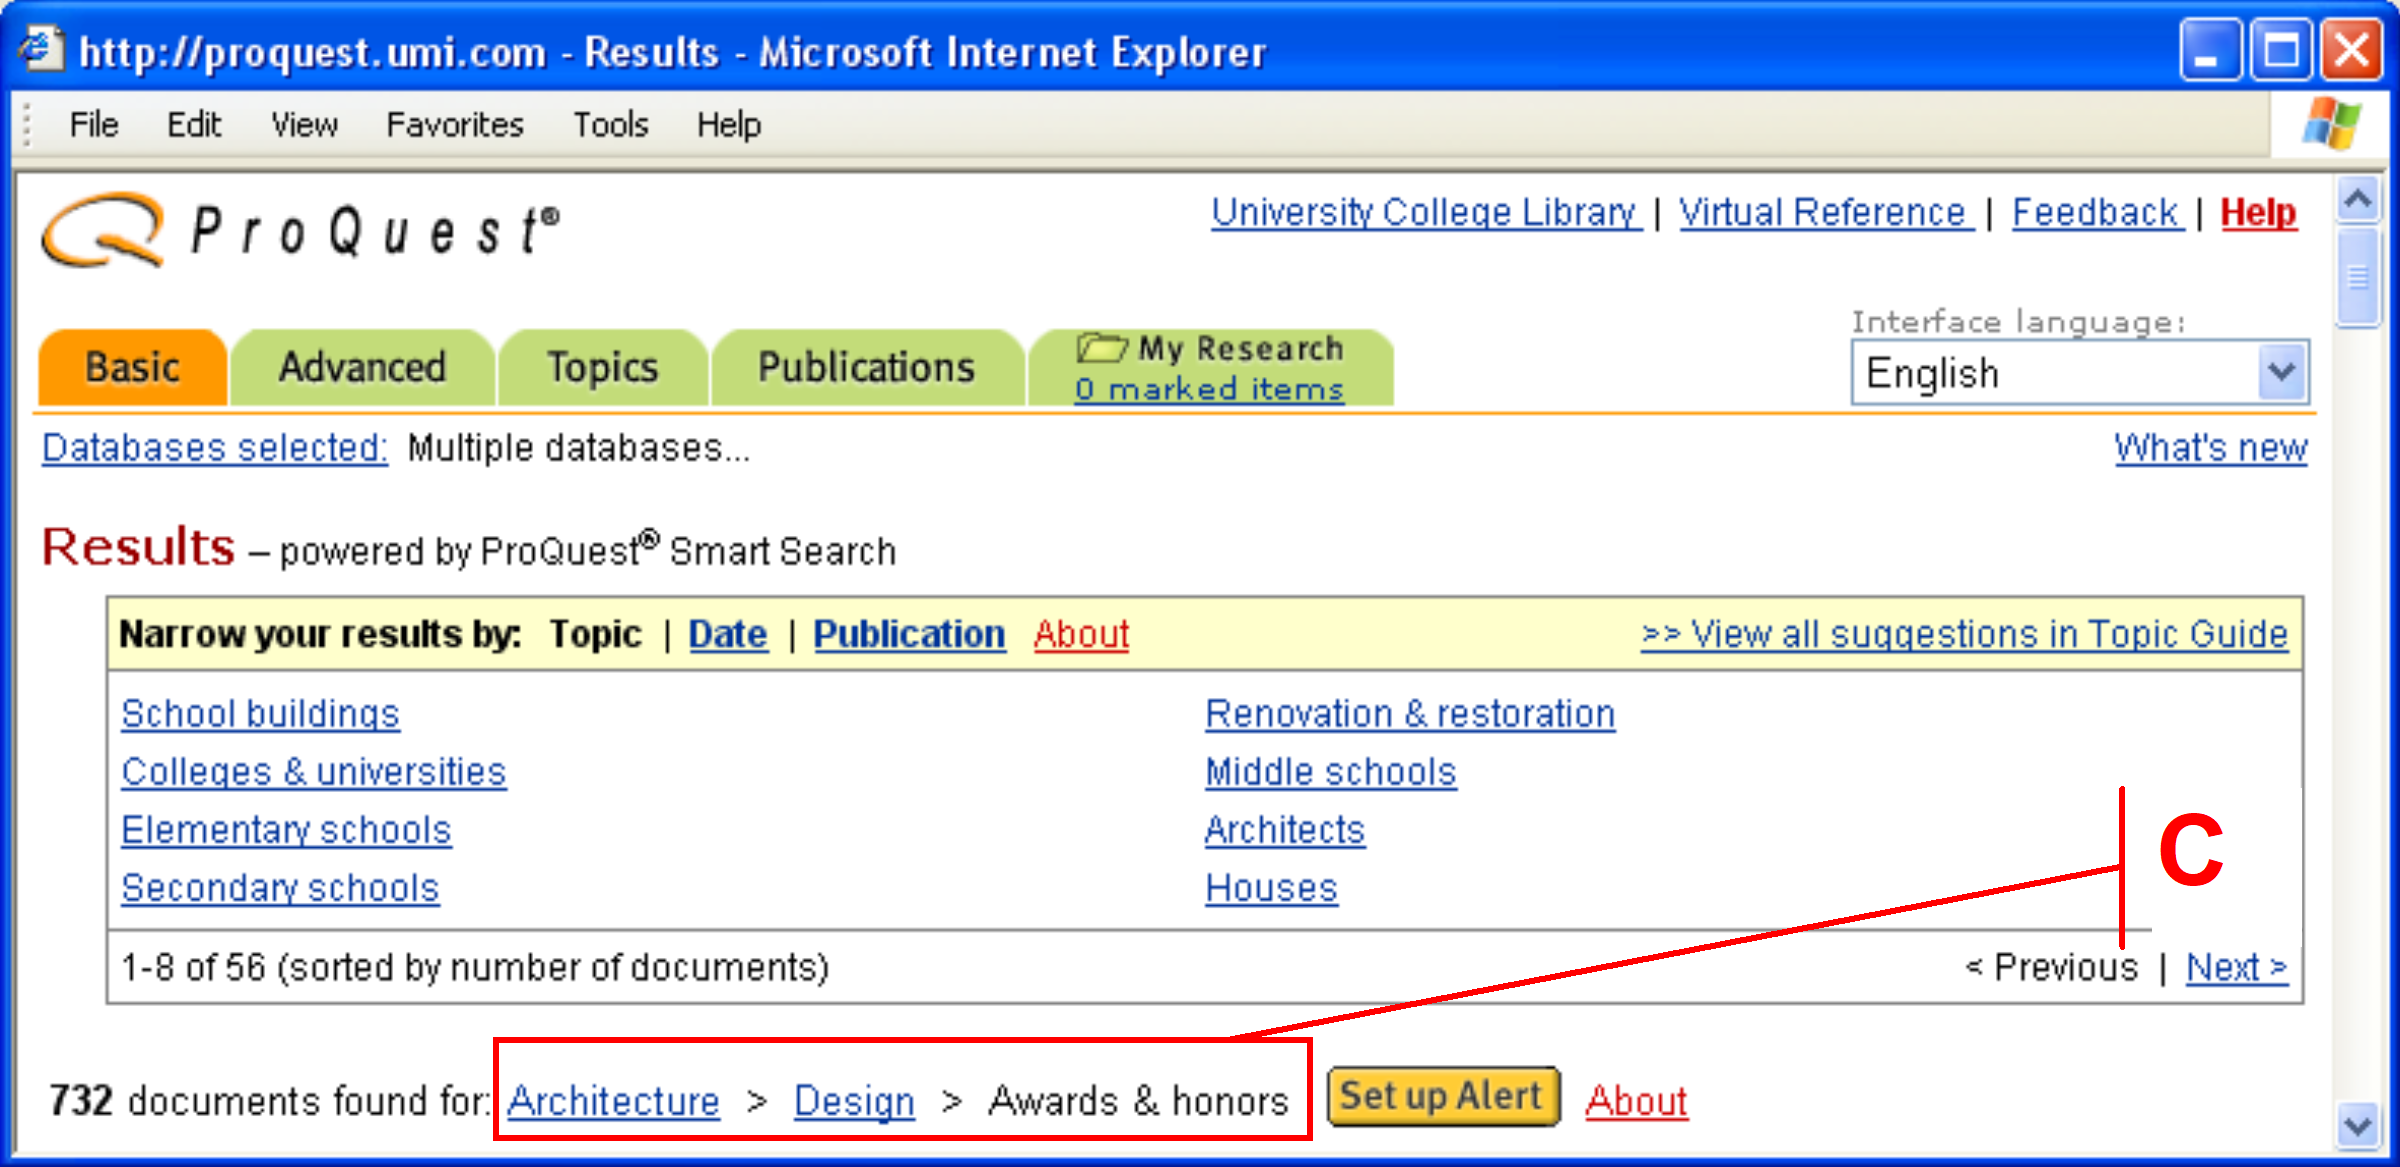 http://proquest.umi.com - Results - Microsoft Internet Explorer
File Edit View Favorites Tools Help
ProQuest® University College Library | Virtual Reference | Feedback | Help
Interface language:
Basic Advanced Topics Publications My Research
0 marked items
English
Databases selected: Multiple databases... What's new
Results – powered by ProQuest® Smart Search
Narrow your results by: Topic | Date | Publication About >> View all suggestions in Topic Guide
School buildings Renovation & restoration
Colleges & universities Middle schools
Elementary schools Architects
C
Secondary schools Houses
1-8 of 56 (sorted by number of documents) < Previous | Next >
732 documents found for: Architecture > Design > Awards & honors Set up Alert About